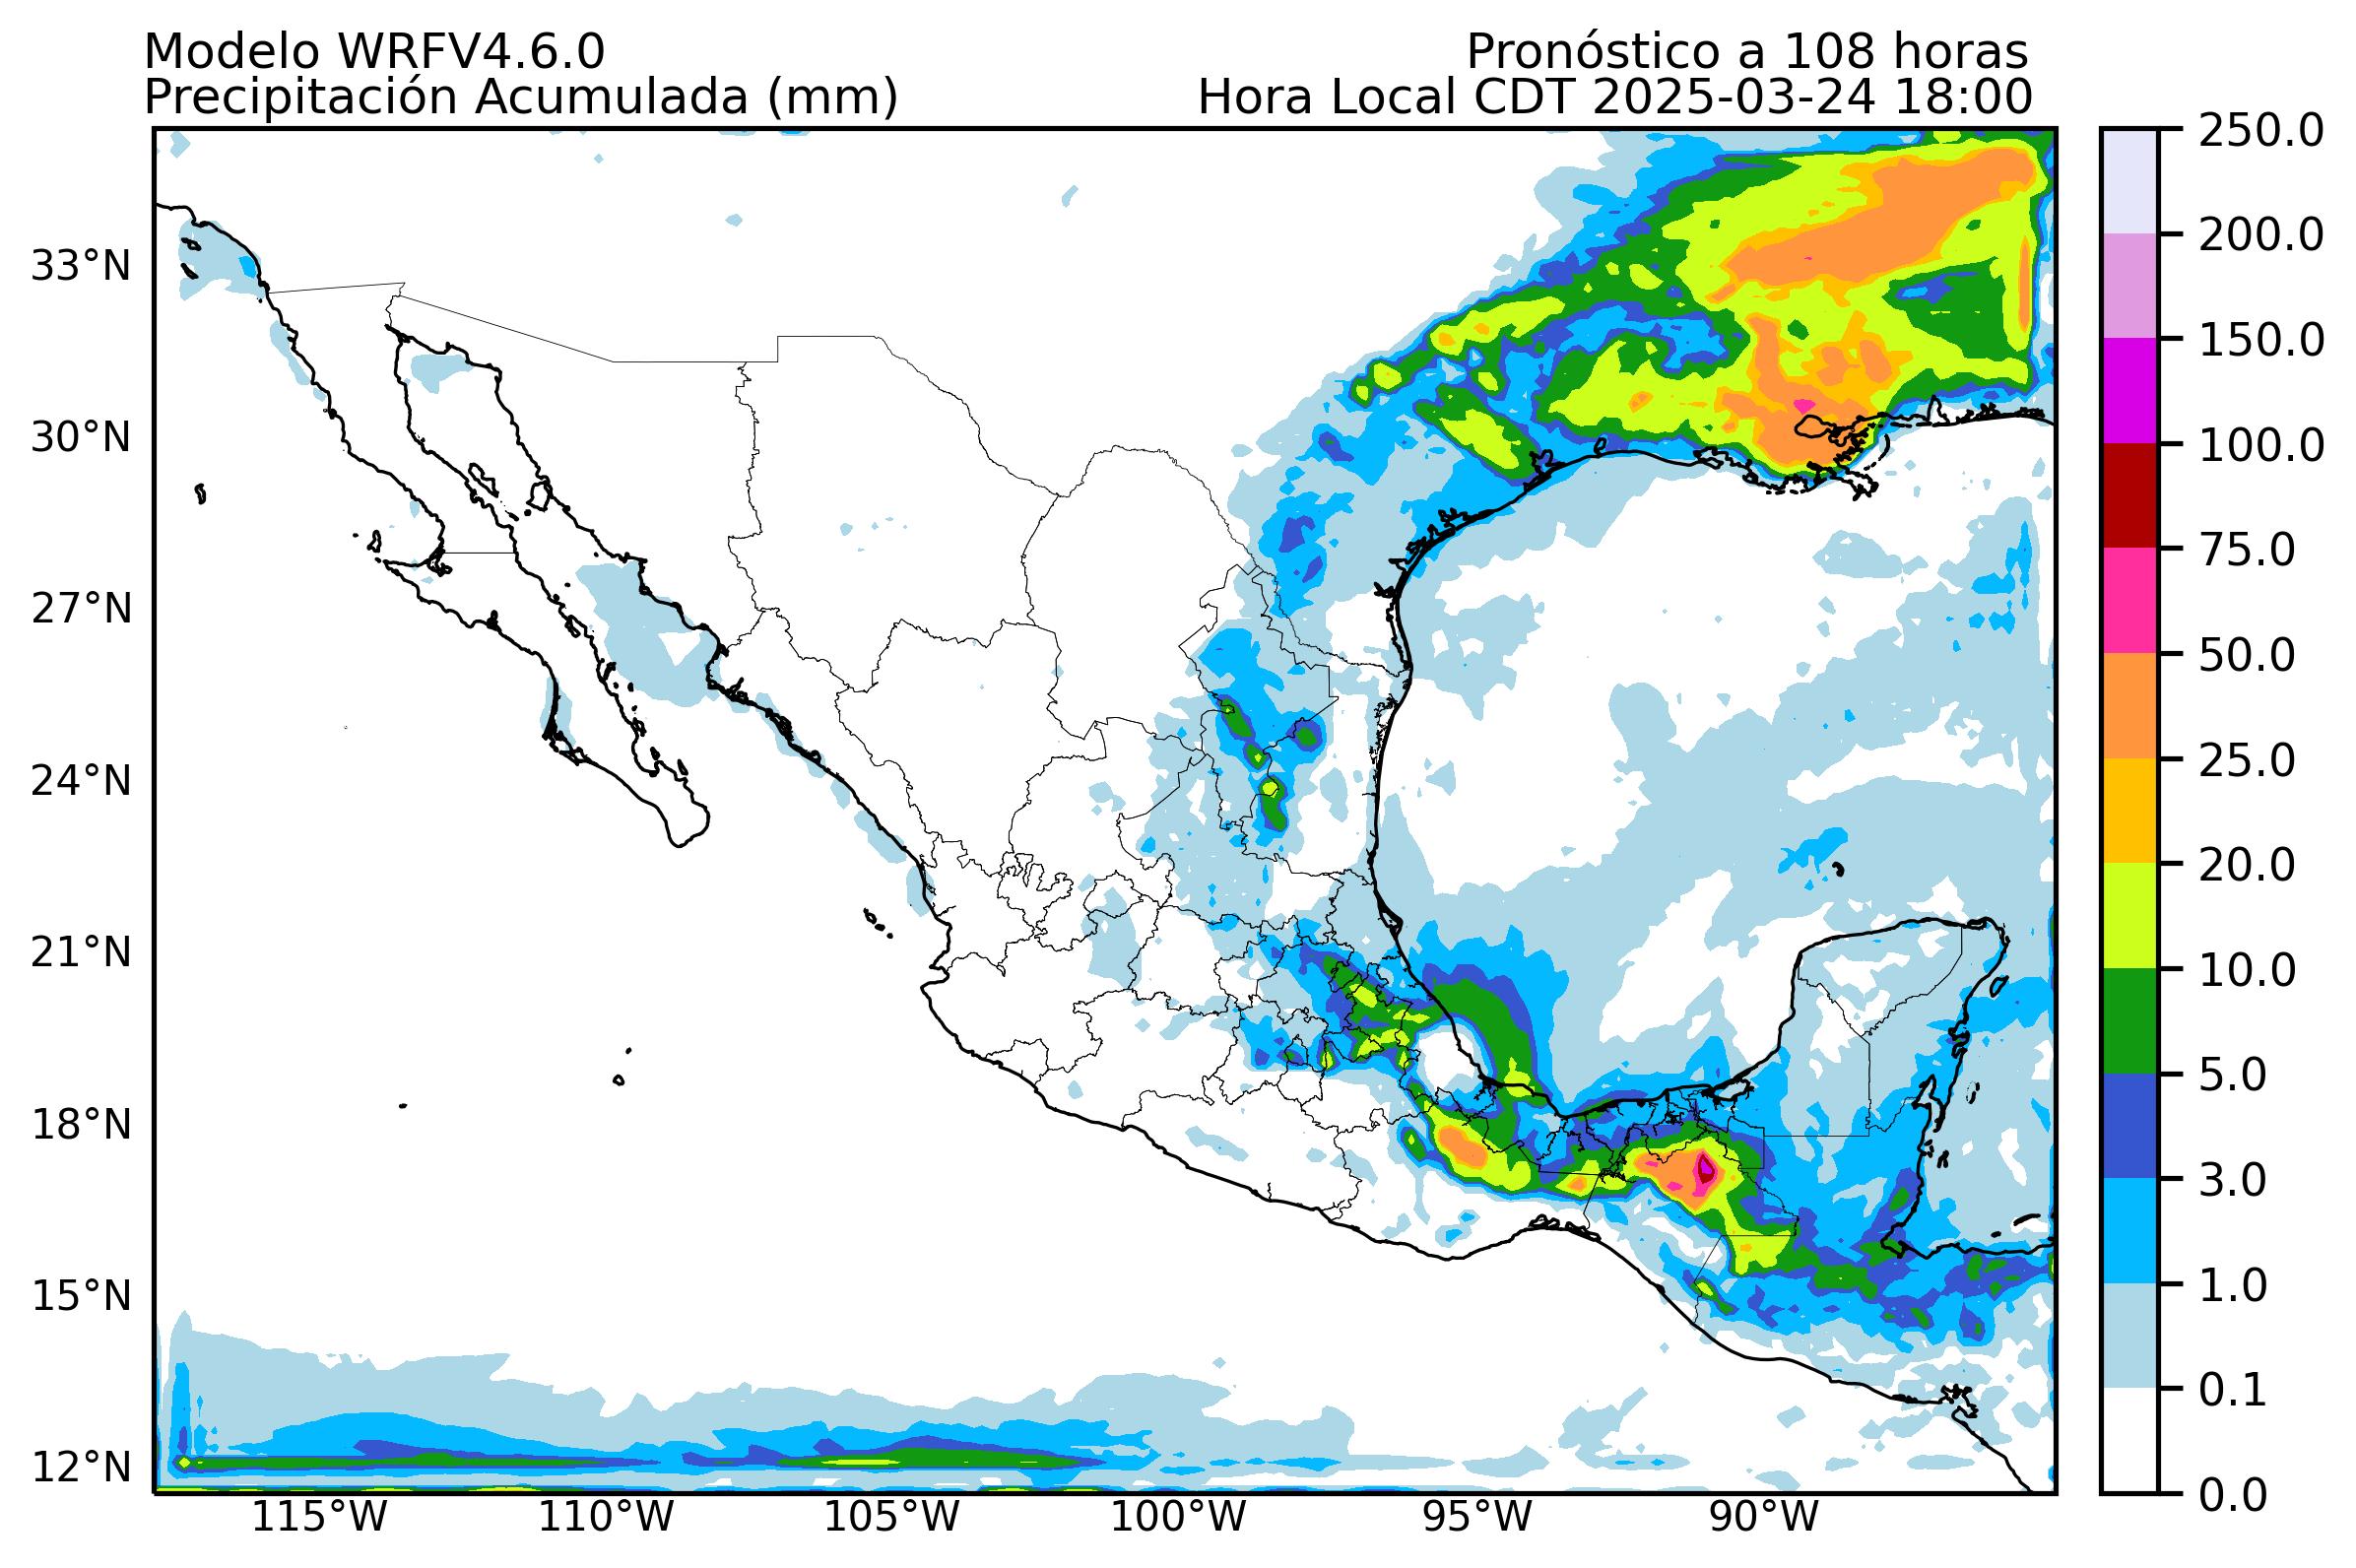 Modelo WRFV4.6.0
Pronóstico a 108 horas
Precipitación Acumulada (mm)
Hora Local CDT 2025-03-24 18:00
33°N
30°N
27°N
24°N
21°N
18°N
15°N
12°N
115°W
110°W
105°W
100°W
95°W
90°W
250.0
200.0
150.0
100.0
75.0
50.0
25.0
20.0
10.0
5.0
3.0
1.0
0.1
0.0